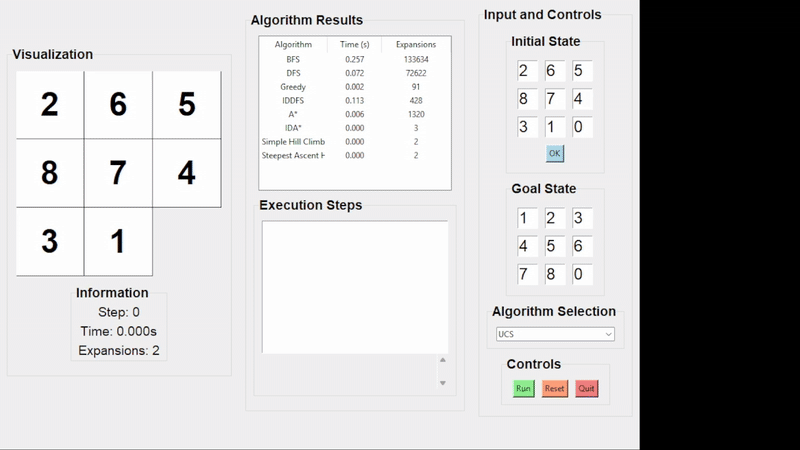 Visualization
2 6 5
8 7 4
3 1
Information
Step: 0
Time: 0.000s
Expansions: 2
Algorithm Results
Algorithm Time (s) Expansions
BFS 0.257 133634
DFS 0.072 72622
Greedy 0.002 91
IDDFS 0.113 428
A* 0.006 1320
IDA* 0.000 3
Simple Hill Climb 0.000 2
Steepest Ascent H 0.000 2
Execution Steps
Input and Controls
Initial State
2 6 5
8 7 4
3 1 0
OK
Goal State
1 2 3
4 5 6
7 8 0
Algorithm Selection
UCS
Controls
Run Reset Quit